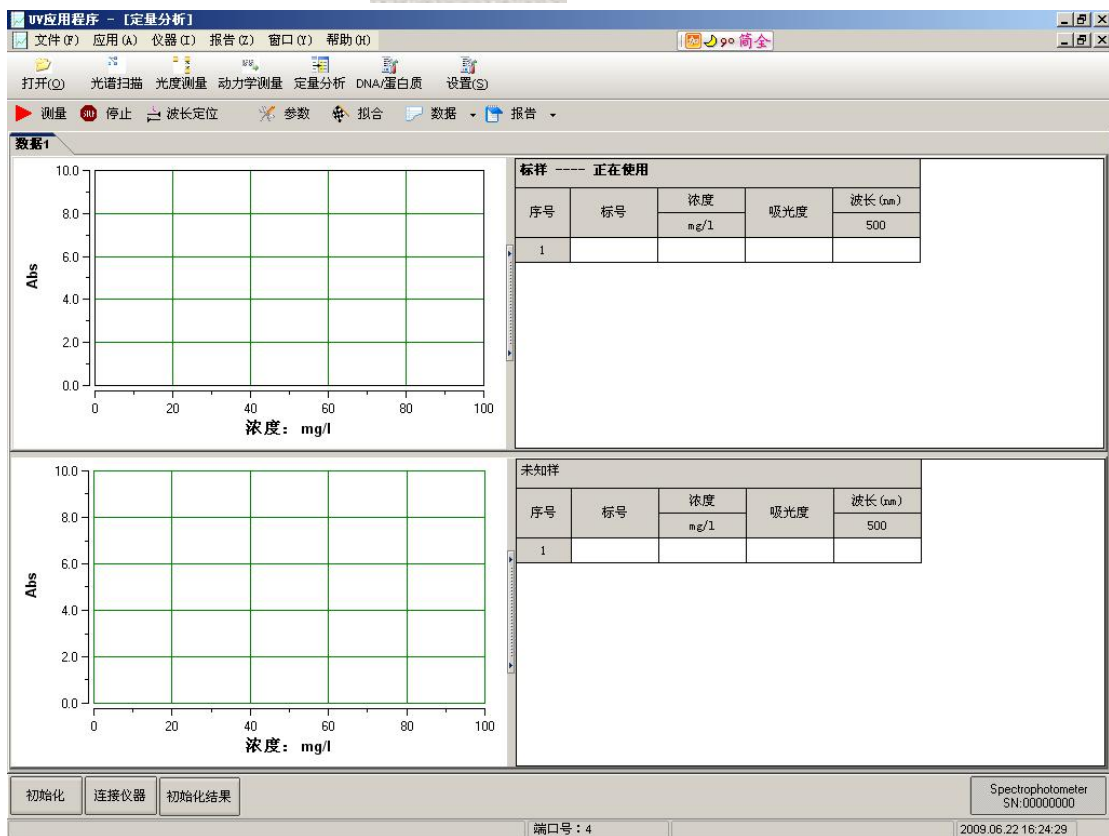 UV应用程序 - [定量分析]
文件(F) 应用(A) 仪器(I) 报告(Z) 窗口(Y) 帮助(H)
简全
打开(O) 光谱扫描 光度测量 动力学测量 定量分析 DNA/蛋白质 设置(S)
测量 停止 波长定位 参数 拟合 数据 报告
数据1
10.0
8.0
6.0
4.0
2.0
0.0
Abs
0 20 40 60 80 100
浓度: mg/l
标样 ---- 正在使用
序号 标号 浓度 吸光度 波长(nm)
mg/l 500
1
10.0
8.0
6.0
4.0
2.0
0.0
Abs
0 20 40 60 80 100
浓度: mg/l
未知样
序号 标号 浓度 吸光度 波长(nm)
mg/l 500
1
初始化 连接仪器 初始化结果
Spectrophotometer
SN:00000000
端口号:4
2009.06.22 16:24:29